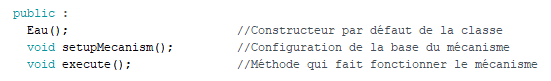 public :
Eau(); //Constructeur par défaut de la classe
void setupMecanism(); //Configuration de la base du mécanisme
void execute(); //Méthode qui fait fonctionner le mécanisme